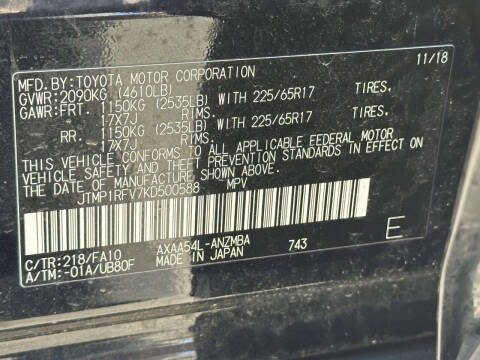 MFD.BY:TOYOTA MOTOR CORPORATION 11/18
GVWR:2090KG (4610LB)
GAWR:FRT. 1150KG (2535LB) WITH 225/65R17 TIRES.
17X7J RIMS.
RR. 1150KG (2535LB) WITH 225/65R17 TIRES.
17X7J RIMS.
THIS VEHICLE CONFORMS TO ALL APPLICABLE FEDERAL MOTOR
VEHICLE SAFETY AND THEFT PREVENTION STANDARDS IN EFFECT
ON THE DATE OF MANUFACTURE SHOWN ABOVE.
JTMP1RFV7KD500588 MPV
E
C/TR:218/FA10 AXAA54L-ANZMBA 743
A/TM:-01A/UB80F MADE IN JAPAN